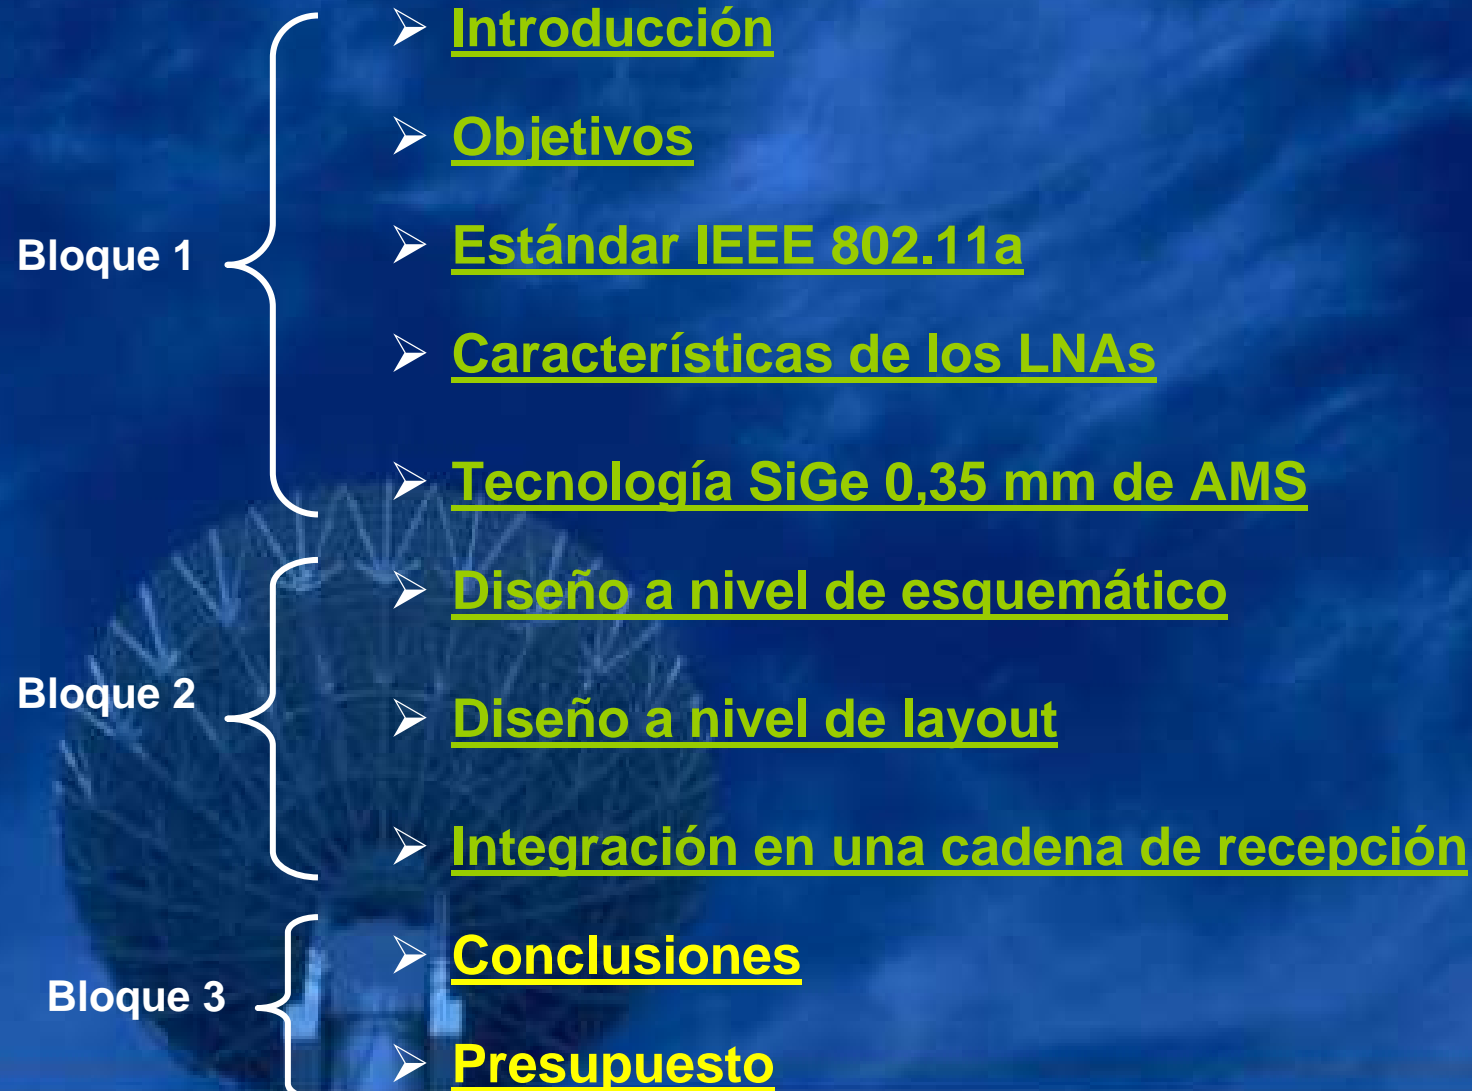 Bloque 1
Introducción
Objetivos
Estándar IEEE 802.11a
Características de los LNAs
Tecnología SiGe 0,35 mm de AMS
Bloque 2
Diseño a nivel de esquemático
Diseño a nivel de layout
Integración en una cadena de recepción
Bloque 3
Conclusiones
Presupuesto